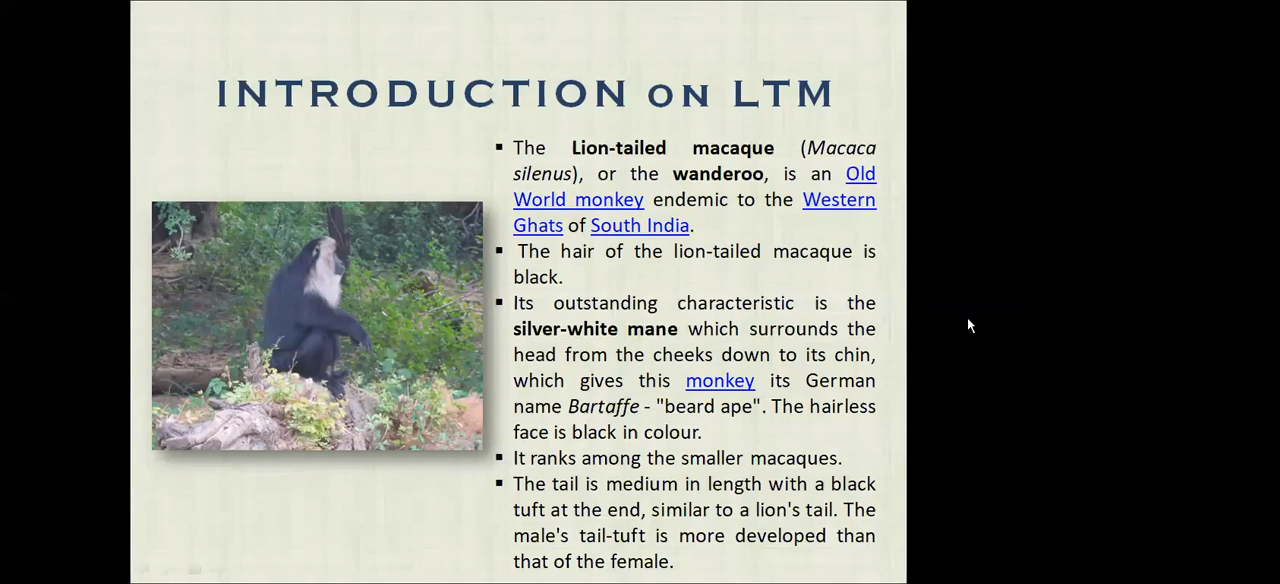 INTRODUCTION on LTM
▪ The Lion-tailed macaque (Macaca
silenus), or the wanderoo, is an Old
World monkey endemic to the Western
Ghats of South India.
▪ The hair of the lion-tailed macaque is
black.
▪ Its outstanding characteristic is the
silver-white mane which surrounds the
head from the cheeks down to its chin,
which gives this monkey its German
name Bartaffe - "beard ape". The hairless
face is black in colour.
▪ It ranks among the smaller macaques.
▪ The tail is medium in length with a black
tuft at the end, similar to a lion's tail. The
male's tail-tuft is more developed than
that of the female.